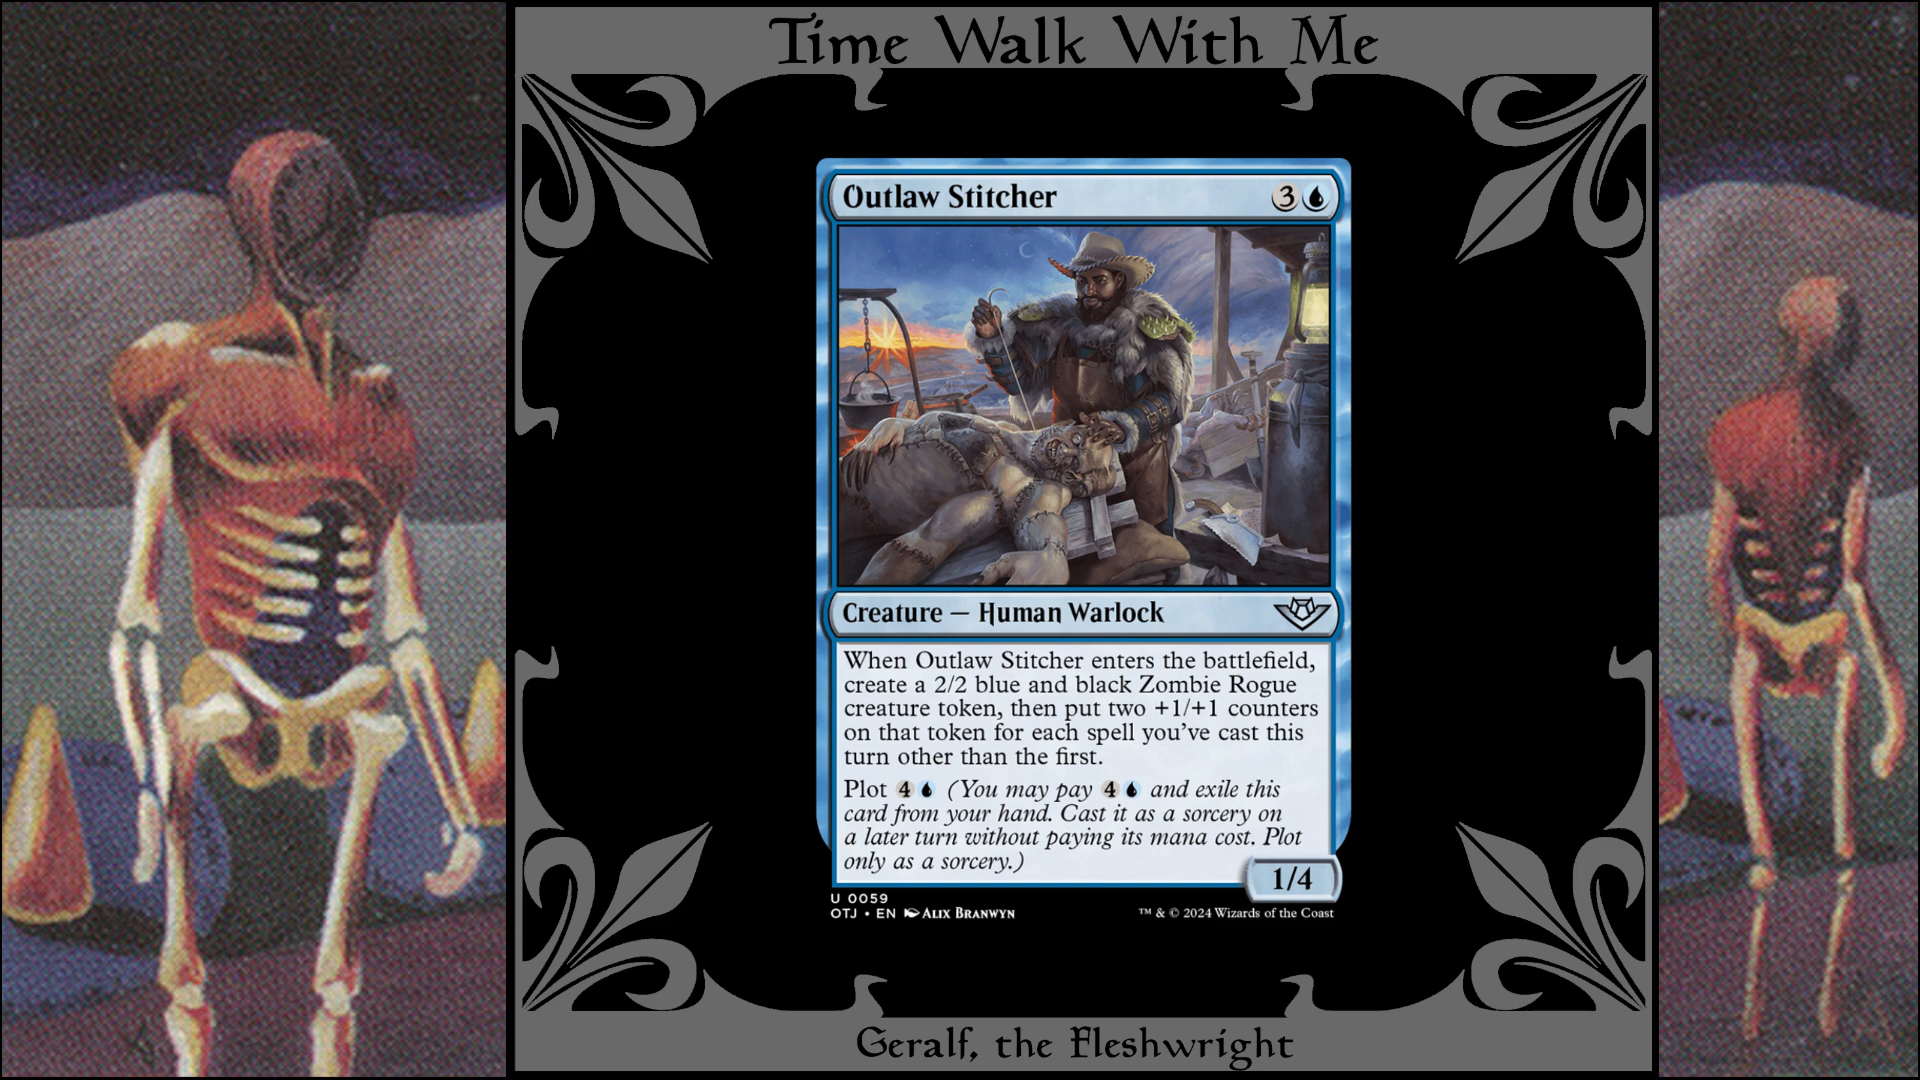 Time Walk With Me
Outlaw Stitcher 3
Creature — Human Warlock
When Outlaw Stitcher enters the battlefield,
create a 2/2 blue and black Zombie Rogue
creature token, then put two +1/+1 counters
on that token for each spell you've cast this
turn other than the first.
Plot 4 (You may pay 4 and exile this
card from your hand. Cast it as a sorcery on
a later turn without paying its mana cost. Plot
only as a sorcery.)
1/4
U 0059
OTJ • EN Alix Branwyn
™ & © 2024 Wizards of the Coast
Geralf, the Fleshwright